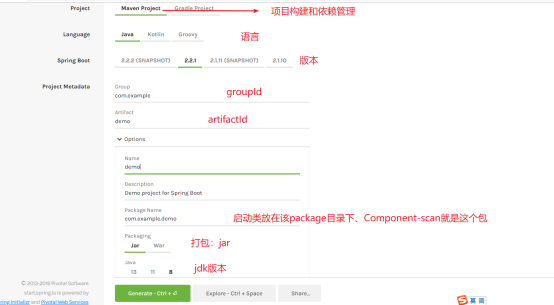 Project Maven Project Gradle Project 项目构建和依赖管理
Language Java Kotlin Groovy 语言
Spring Boot 2.2.2 (SNAPSHOT) 2.2.1 2.1.11 (SNAPSHOT) 2.1.10 版本
Project Metadata
Group
com.example groupId
Artifact
demo artifactId
Options
Name
demo
Description
Demo project for Spring Boot
Package Name
com.example.demo 启动类放在该package目录下、Component-scan就是这个包
Packaging 打包：jar
Jar War
Java jdk版本
13 11 8
© 2013-2019 Pivotal Software
start.spring.io is powered by
Spring Initializr and Pivotal Web Services
Generate - Ctrl + ⏎ Explore - Ctrl + Space Share...